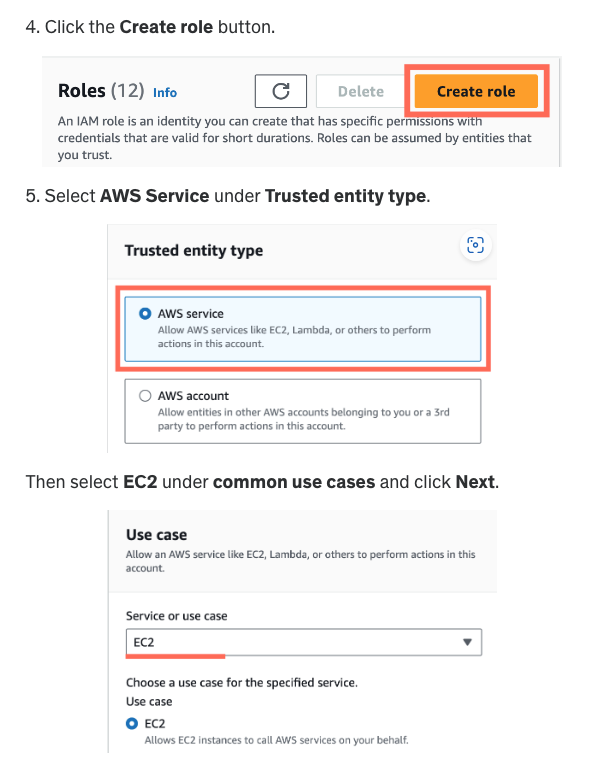 4. Click the Create role button.
Roles (12) Info
Delete
Create role
An IAM role is an identity you can create that has specific permissions with
credentials that are valid for short durations. Roles can be assumed by entities that
you trust.
5. Select AWS Service under Trusted entity type.
Trusted entity type
AWS service
Allow AWS services like EC2, Lambda, or others to perform
actions in this account.
AWS account
Allow entities in other AWS accounts belonging to you or a 3rd
party to perform actions in this account.
Then select EC2 under common use cases and click Next.
Use case
Allow an AWS service like EC2, Lambda, or others to perform actions in this
account.
Service or use case
EC2
Choose a use case for the specified service.
Use case
EC2
Allows EC2 instances to call AWS services on your behalf.